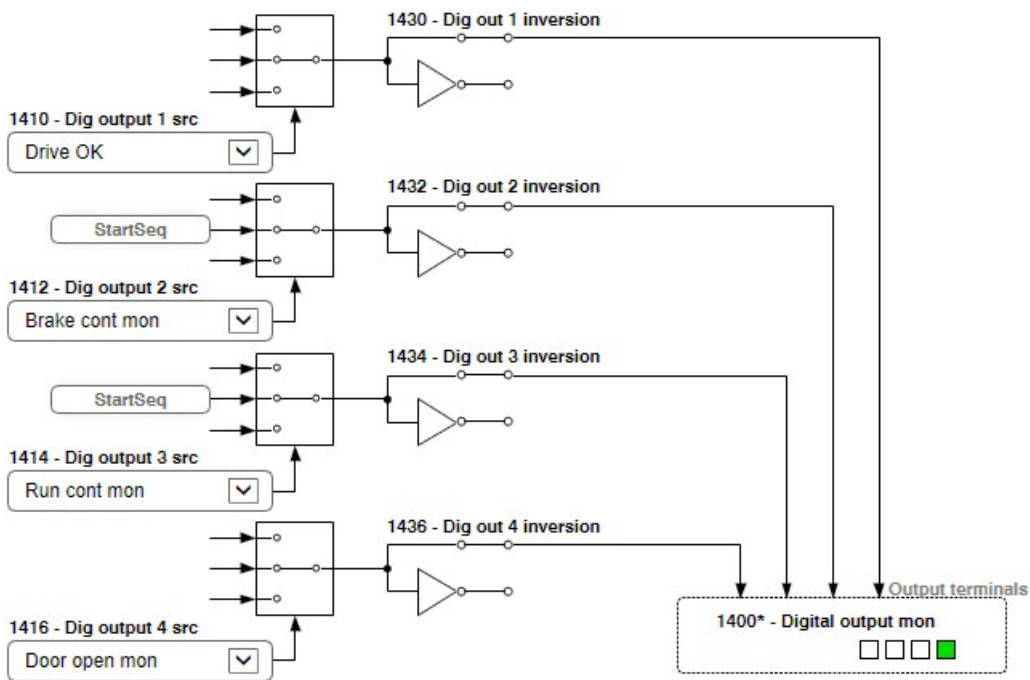 1430 - Dig out 1 inversion
1410 - Dig output 1 src
Drive OK
1432 - Dig out 2 inversion
StartSeq
1412 - Dig output 2 src
Brake cont mon
1434 - Dig out 3 inversion
StartSeq
1414 - Dig output 3 src
Run cont mon
1436 - Dig out 4 inversion
1416 - Dig output 4 src
Door open mon
Output terminals
1400* - Digital output mon